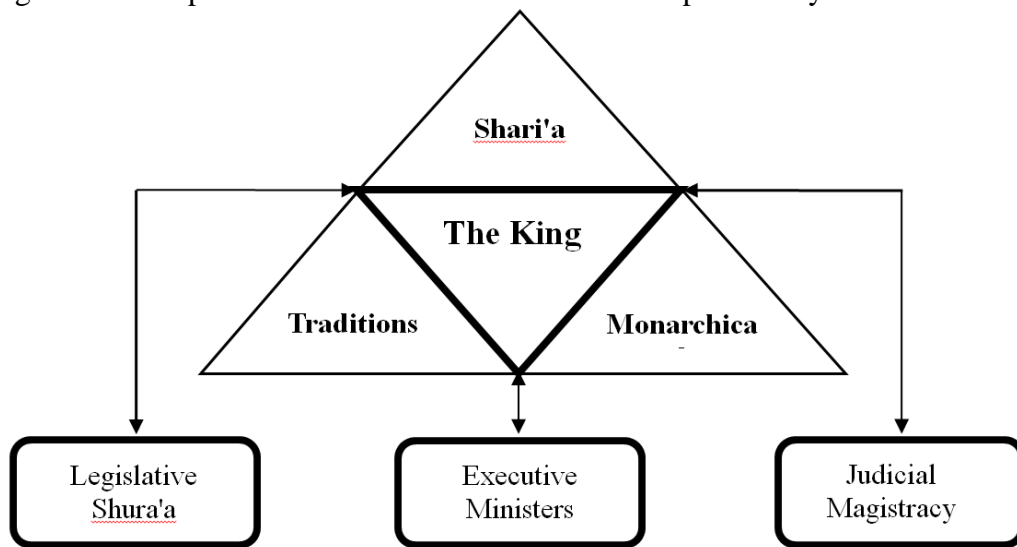 Shari'a
The King
Traditions
Monarchica
Legislative
Shura'a
Executive
Ministers
Judicial
Magistracy